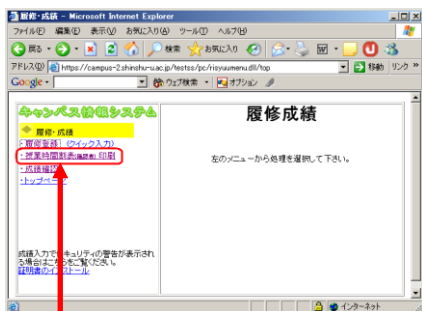 履修・成績 - Microsoft Internet Explorer
ファイル(F) 編集(E) 表示(V) お気に入り(A) ツール(T) ヘルプ(H)
戻る 検索 お気に入り
アドレス(D) https://campus-2.shinshu-u.ac.jp/testss/pc/risyuumenu.dll/top 移動 リンク »
Google ウェブ検索 オプション
キャンパス情報システム
履修・成績
・履修登録 (クイック入力)
・授業時間割表(確認表) 印刷
・成績確認
・トップページ
履修成績
左のメニューから処理を選択して下さい。
成績入力でセキュリティの警告が表示され
る場合はこちらをご覧ください。
証明書のインストール
インターネット